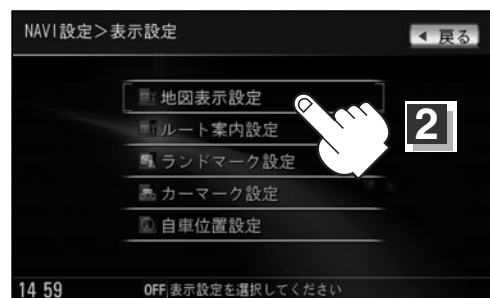 NAVI設定＞表示設定
◀ 戻る
地図表示設定
2
ルート案内設定
ランドマーク設定
カーマーク設定
自車位置設定
14 59 OFF 表示設定を選択してください